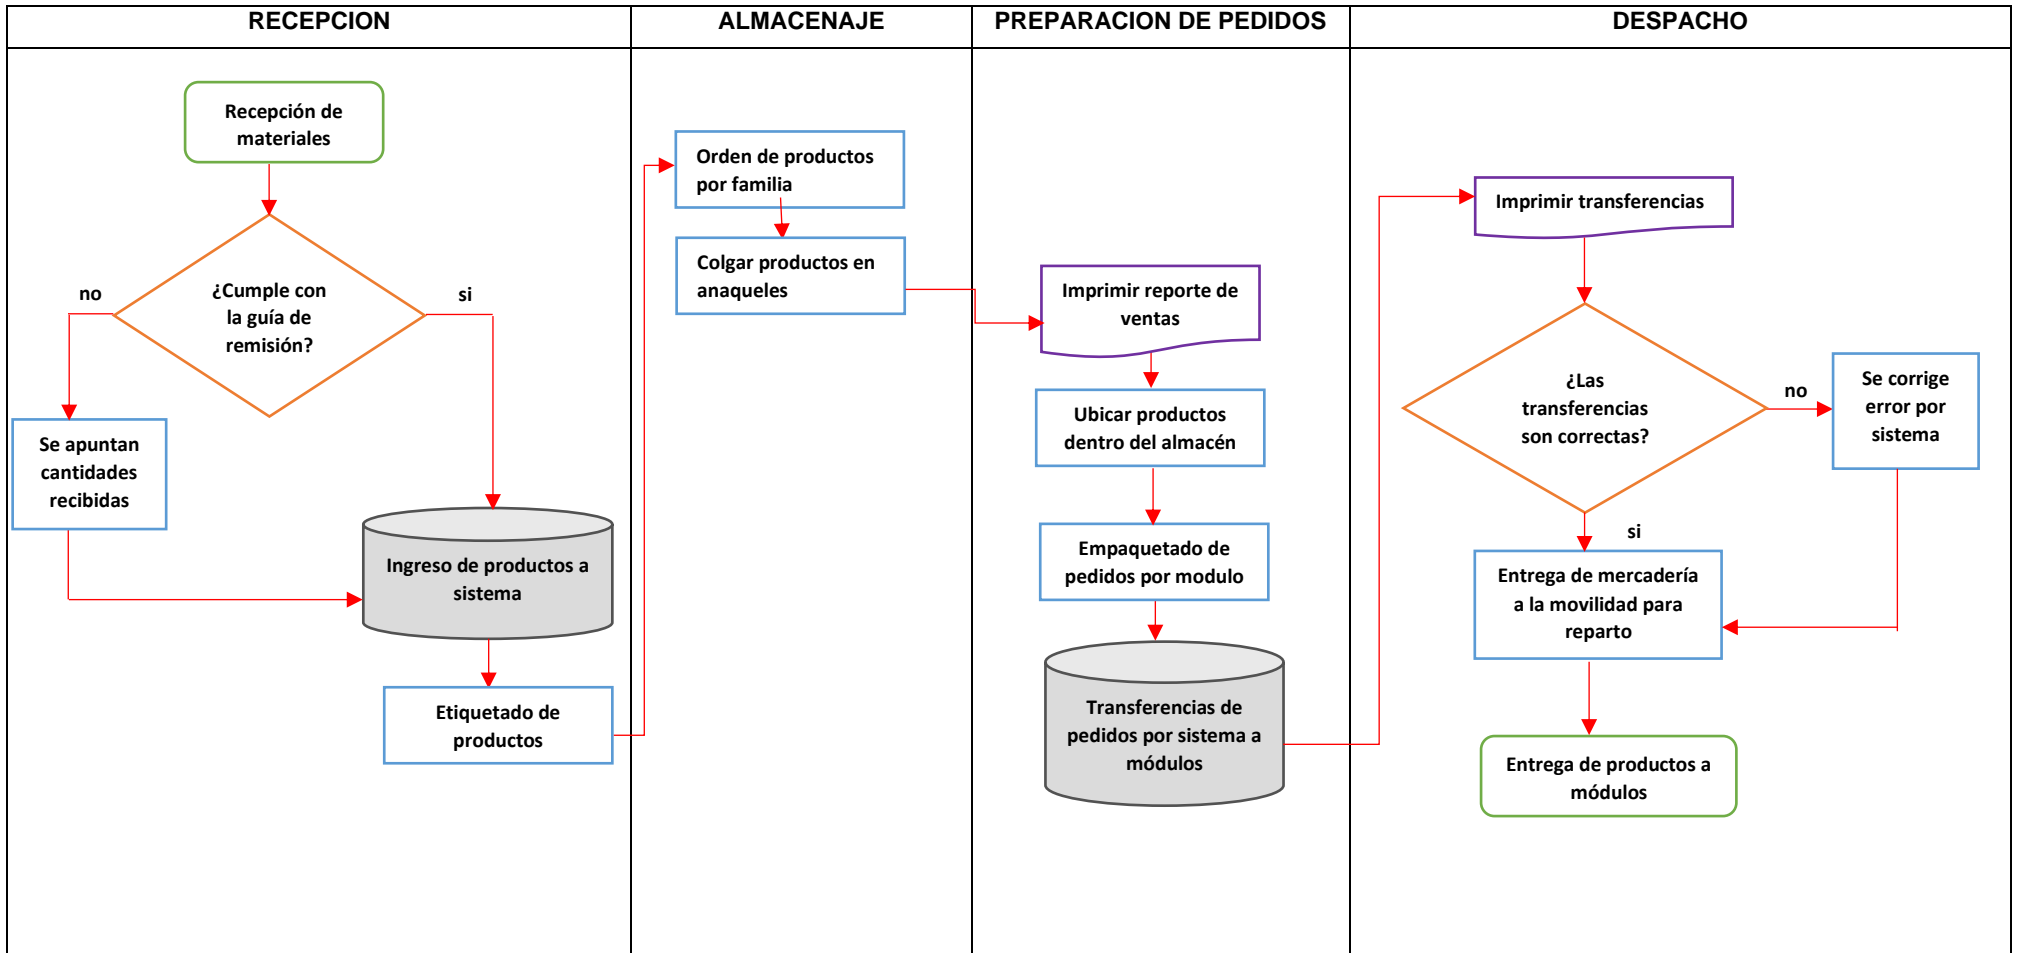 RECEPCION
ALMACENAJE
PREPARACION DE PEDIDOS
DESPACHO
Recepción de
materiales
¿Cumple con
la guía de
remisión?
no
si
Se apuntan
cantidades
recibidas
Ingreso de productos a
sistema
Etiquetado de
productos
Orden de productos
por familia
Colgar productos en
anaqueles
Imprimir reporte de
ventas
Ubicar productos
dentro del almacén
Empaquetado de
pedidos por modulo
Transferencias de
pedidos por sistema a
módulos
Imprimir transferencias
¿Las
transferencias
son correctas?
no
Se corrige
error por
sistema
si
Entrega de mercadería
a la movilidad para
reparto
Entrega de productos a
módulos